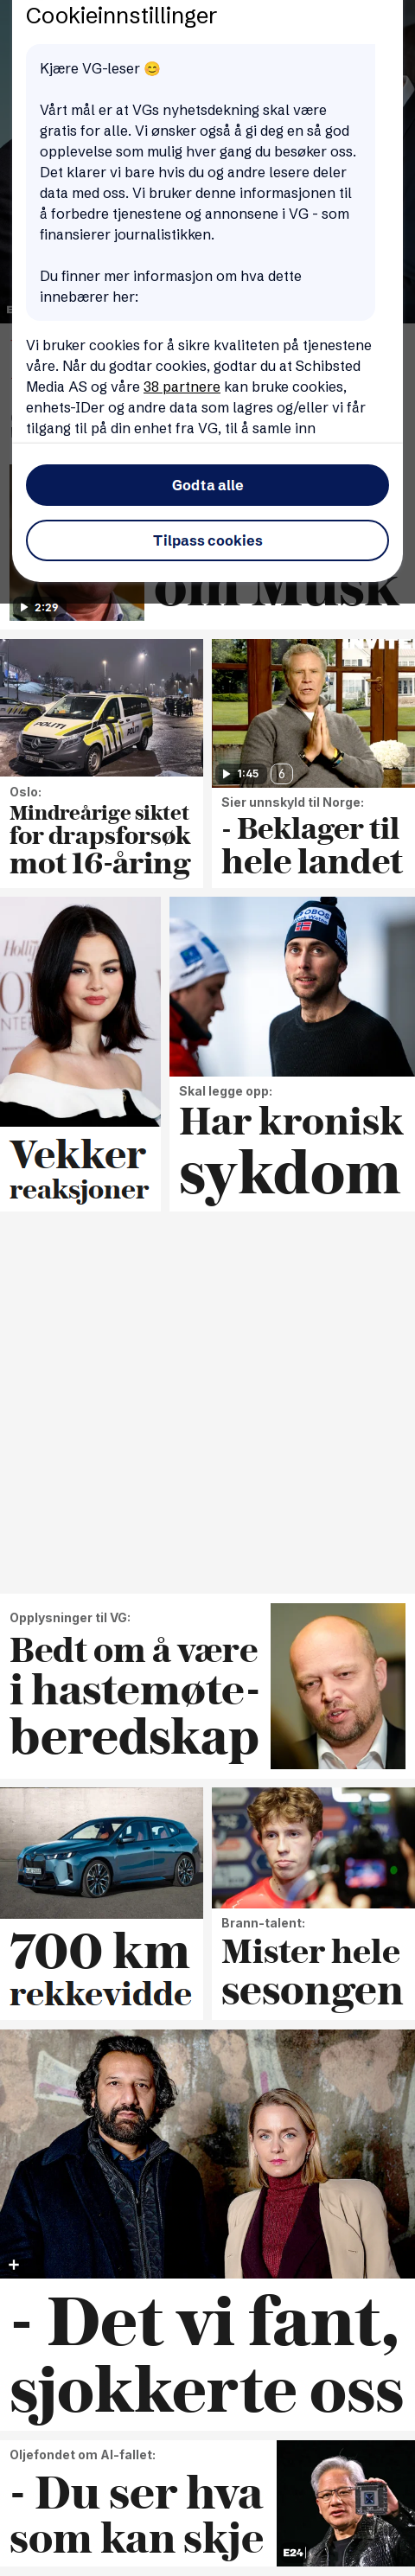 Cookieinnstillinger
Kjære VG-leser 😊
Vårt mål er at VGs nyhetsdekning skal være
gratis for alle. Vi ønsker også å gi deg en så god
opplevelse som mulig hver gang du besøker oss.
Det klarer vi bare hvis du og andre lesere deler
data med oss. Vi bruker denne informasjonen til
å forbedre tjenestene og annonsene i VG - som
finansierer journalistikken.
Du finner mer informasjon om hva dette
innebærer her:
Vi bruker cookies for å sikre kvaliteten på tjenestene
våre. Når du godtar cookies, godtar du at Schibsted
Media AS og våre 38 partnere kan bruke cookies,
enhets-IDer og andre data som lagres og/eller vi får
tilgang til på din enhet fra VG, til å samle inn
Godta alle
Tilpass cookies
om Musk
2:29
POLITI
POLITI
1:45
6
Oslo:
Mindreårige siktet
for drapsforsøk
mot 16-åring
Sier unnskyld til Norge:
- Beklager til
hele landet
Vekker
reaksjoner
Skal legge opp:
Har kronisk
sykdom
Opplysninger til VG:
Bedt om å være
i hastemøte-
beredskap
700 km
rekkevidde
Brann-talent:
Mister hele
sesongen
+
- Det vi fant,
sjokkerte oss
Oljefondet om AI-fallet:
- Du ser hva
som kan skje
E24